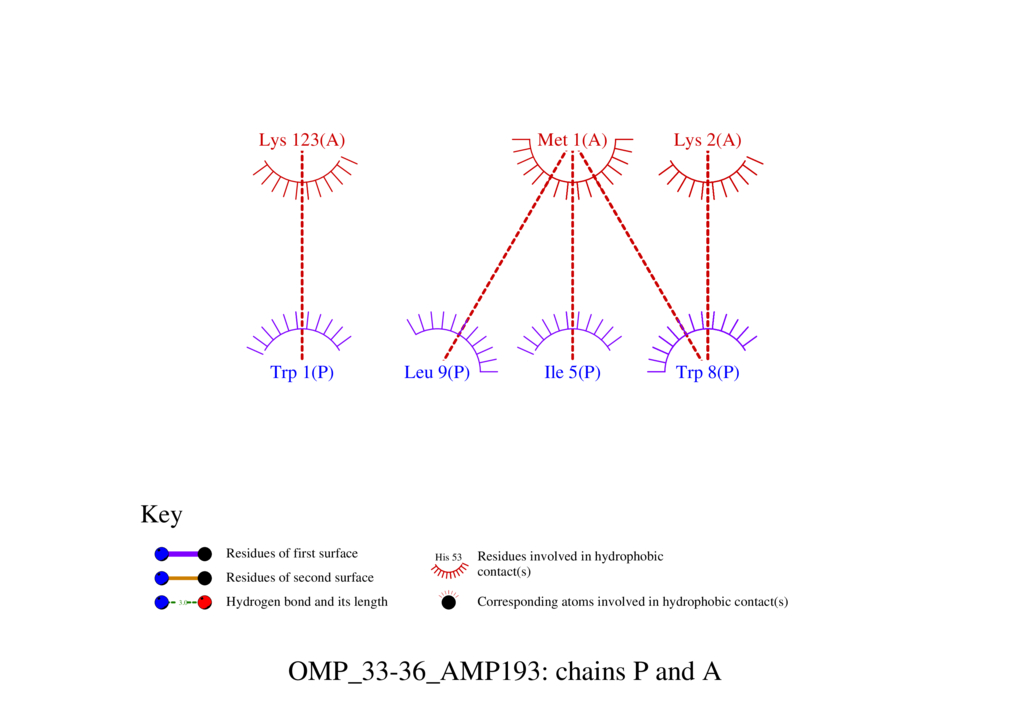 Lys 123(A)
Met 1(A)
Lys 2(A)
Trp 1(P)
Leu 9(P)
Ile 5(P)
Trp 8(P)
Key
Residues of first surface
Residues of second surface
3.0
Hydrogen bond and its length
His 53
Residues involved in hydrophobic
contact(s)
Corresponding atoms involved in hydrophobic contact(s)
OMP_33-36_AMP193: chains P and A